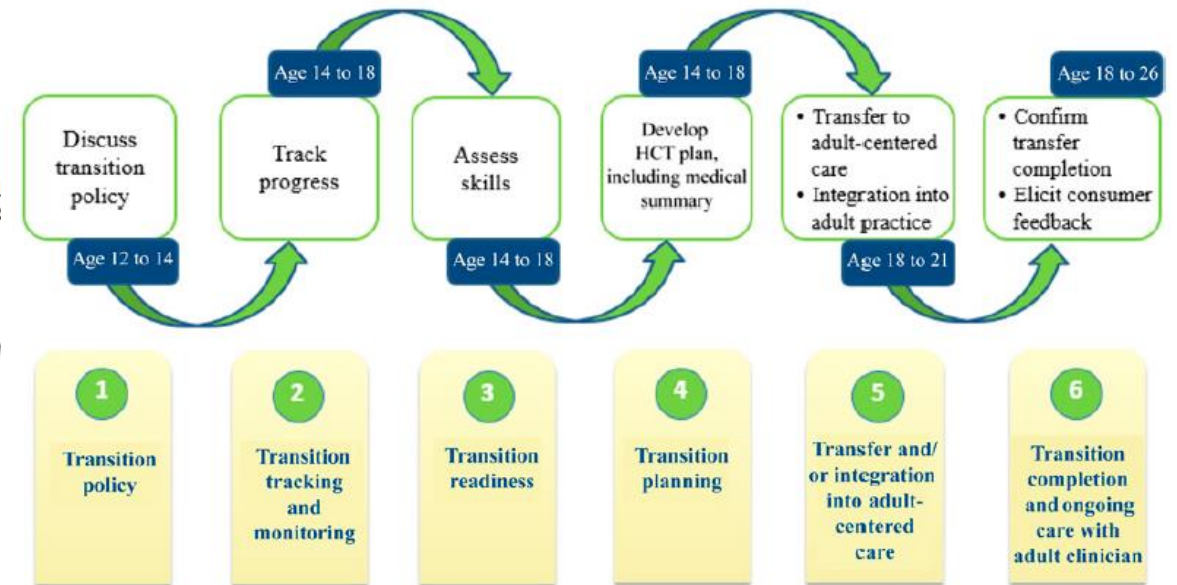 Age 14 to 18
Age 14 to 18
Age 18 to 26
Discuss
transition
policy
Track
progress
Assess
skills
Develop
HCT plan,
including medical
summary
• Transfer to
adult-centered
care
• Integration into
adult practice
• Confirm
transfer
completion
• Elicit consumer
feedback
Age 12 to 14
Age 14 to 18
Age 18 to 21
1
Transition
policy
2
Transition
tracking
and
monitoring
3
Transition
readiness
4
Transition
planning
5
Transfer and/
or integration
into adult-
centered
care
6
Transition
completion
and ongoing
care with
adult clinician